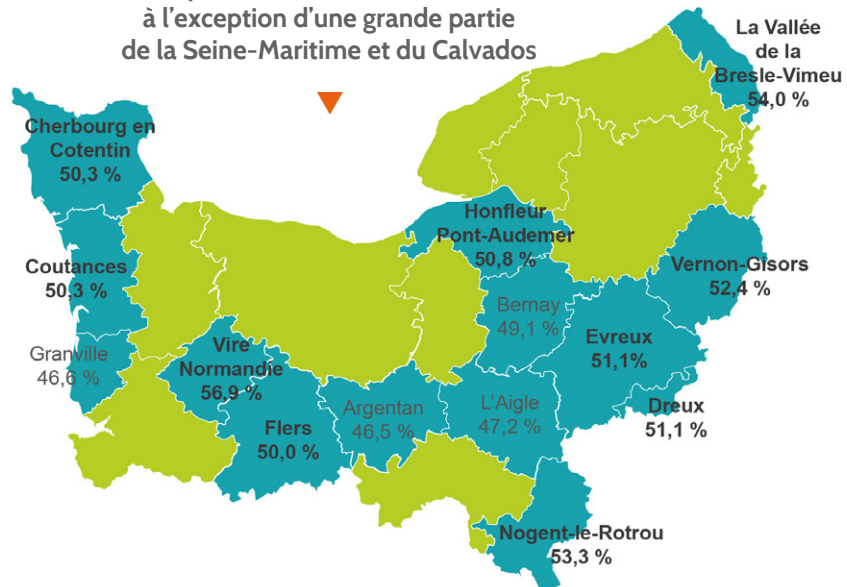 à l'exception d'une grande partie
de la Seine-Maritime et du Calvados
La Vallée
de la
Bresle-Vimeu
54,0 %
Cherbourg en
Cotentin
50,3 %
Honfleur
Pont-Audemer
50,8 %
Coutances
50,3 %
Vernon-Gisors
52,4 %
Bernay
49,1 %
Evreux
51,1%
Granville
46,6 %
Vire
Normandie
56,9 %
Argentan
46,5 %
L'Aigle
47,2 %
Dreux
51,1 %
Flers
50,0 %
Nogent-le-Rotrou
53,3 %